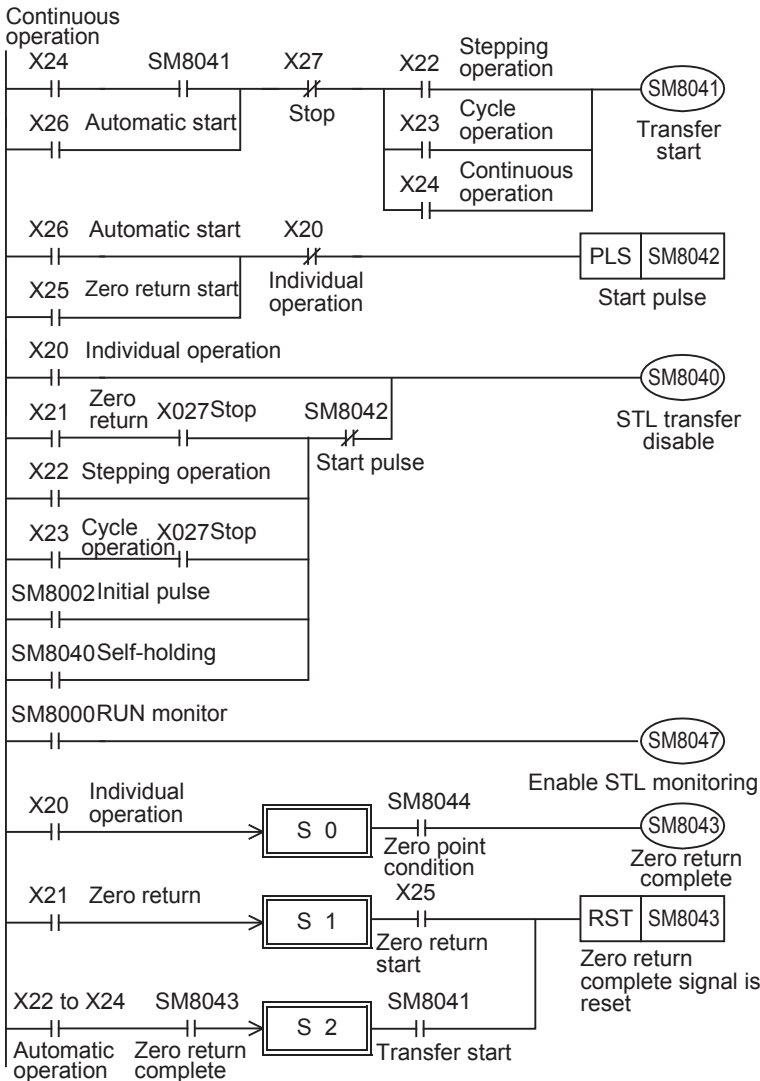 Continuous
operation
X24 SM8041 X27 X22 Stepping
operation
SM8041
Stop
X26 Automatic start
X23 Cycle
operation
Transfer
start
X24 Continuous
operation
X26 Automatic start X20
PLS SM8042
Individual
operation
Start pulse
X25 Zero return start
X20 Individual operation
SM8040
STL transfer
disable
X21 Zero
return X027Stop SM8042
Start pulse
X22 Stepping operation
X23 Cycle
operation X027Stop
SM8002Initial pulse
SM8040Self-holding
SM8000RUN monitor
SM8047
Enable STL monitoring
X20 Individual
operation
S 0
SM8044
Zero point
condition
SM8043
Zero return
complete
X21 Zero return
S 1
X25
Zero return
start
RST SM8043
Zero return
complete signal is
reset
X22 to X24 SM8043
Automatic
operation
Zero return
complete
S 2
SM8041
Transfer start